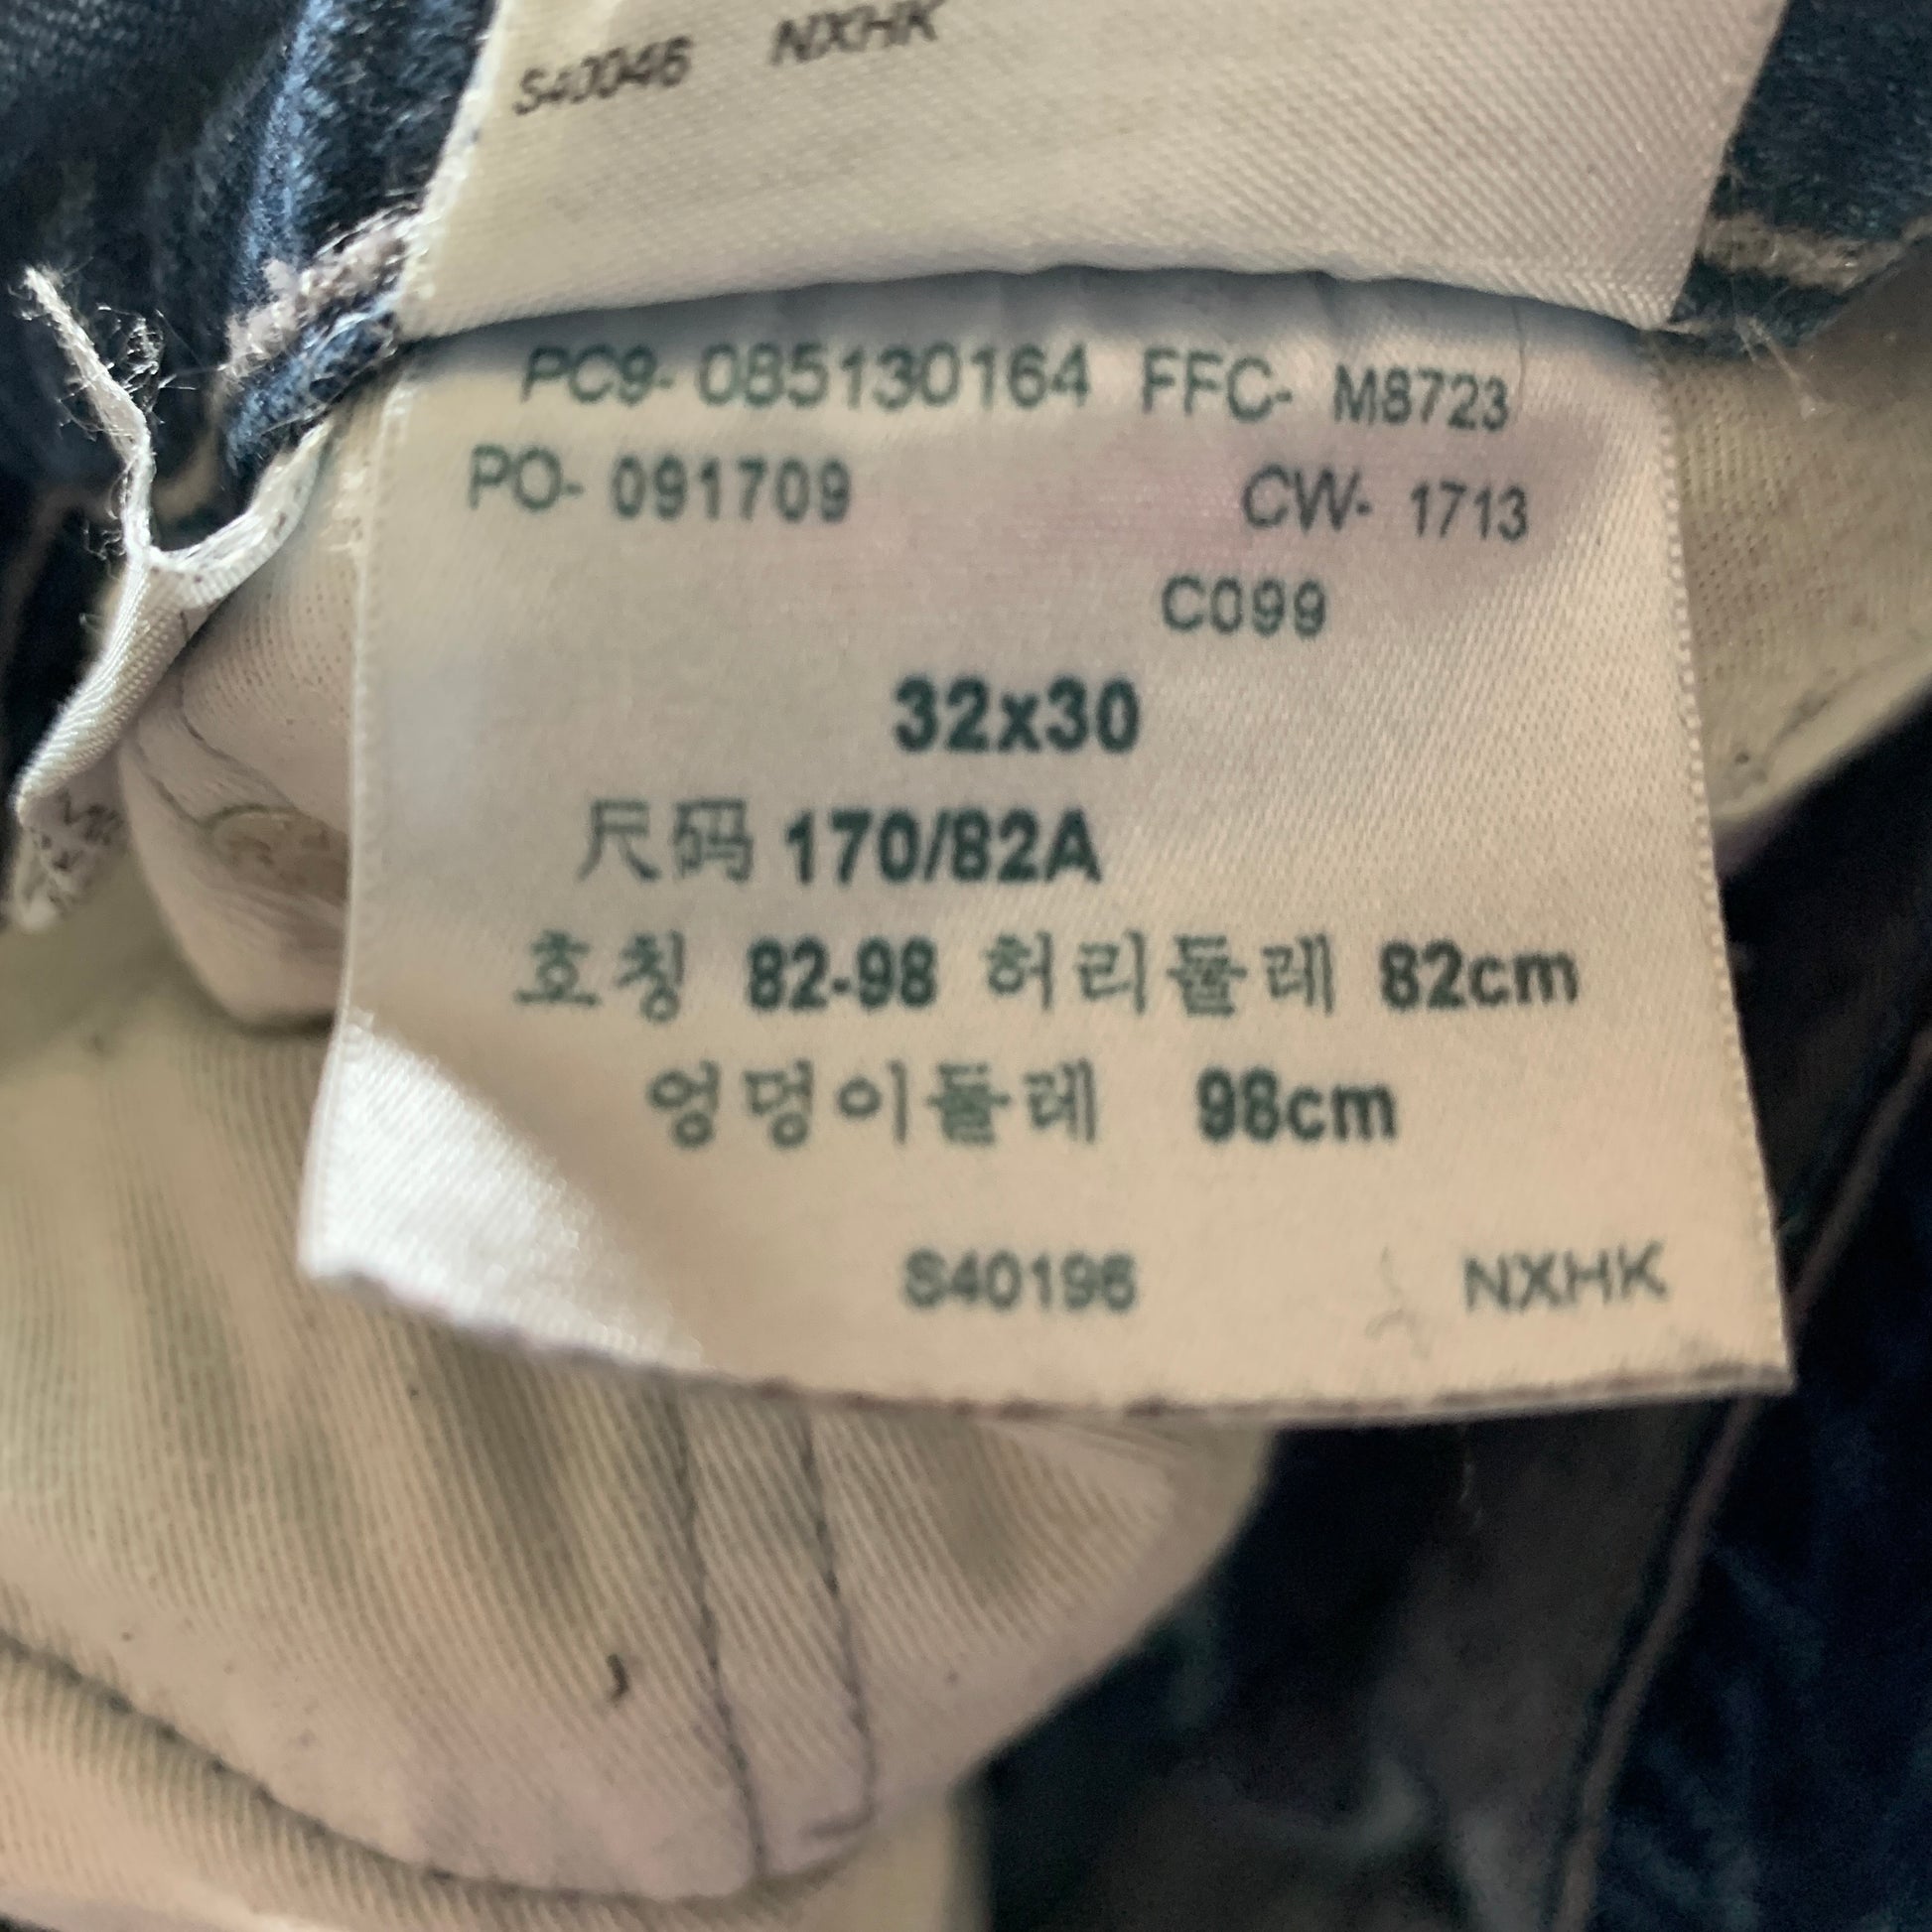 S40046 NXHK
PC9- 085130164 FFC- M8723
PO- 091709 CW- 1713
C099
32x30
尺码 170/82A
호칭 82-98 허리둘레 82cm
엉덩이둘레 98cm
S40196 NXHK